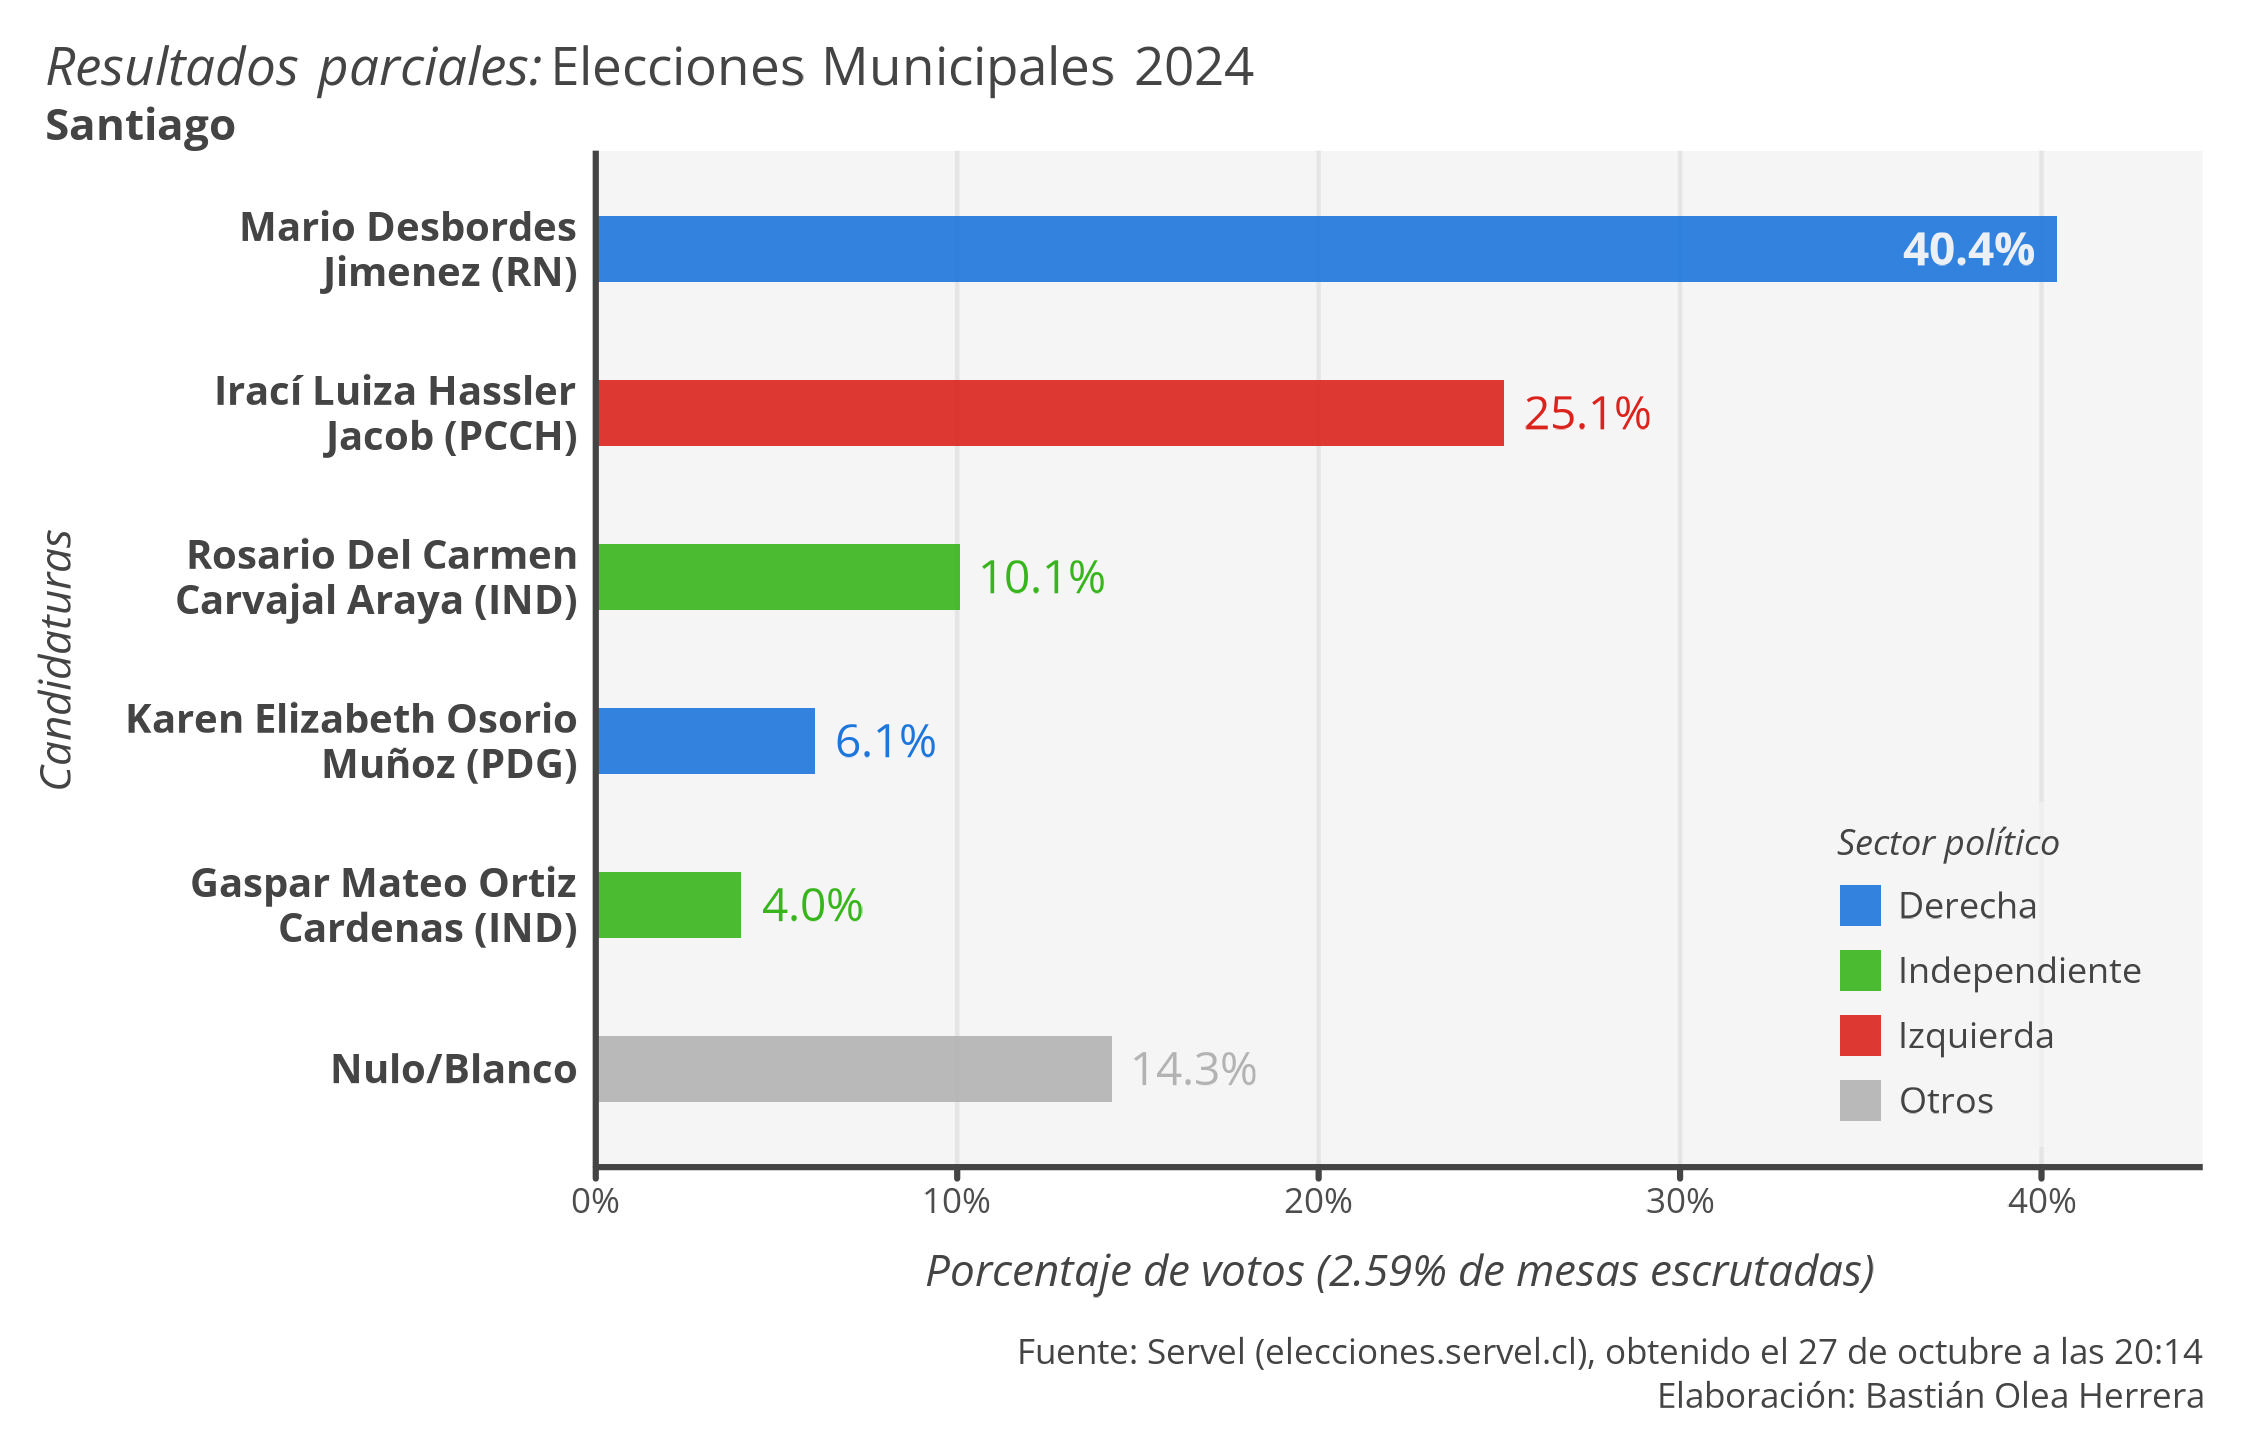 Resultados parciales: Elecciones Municipales 2024
Santiago
Candidaturas
Mario Desbordes
Jimenez (RN)
40.4%
Iracί Luiza Hassler
Jacob (PCCH)
25.1%
Rosario Del Carmen
Carvajal Araya (IND)
10.1%
Karen Elizabeth Osorio
Muñoz (PDG)
6.1%
Gaspar Mateo Ortiz
Cardenas (IND)
4.0%
Nulo/Blanco
14.3%
Sector político
Derecha
Independiente
Izquierda
Otros
0%
10%
20%
30%
40%
Porcentaje de votos (2.59% de mesas escrutadas)
Fuente: Servel (elecciones.servel.cl), obtenido el 27 de octubre a las 20:14
Elaboración: Bastián Olea Herrera